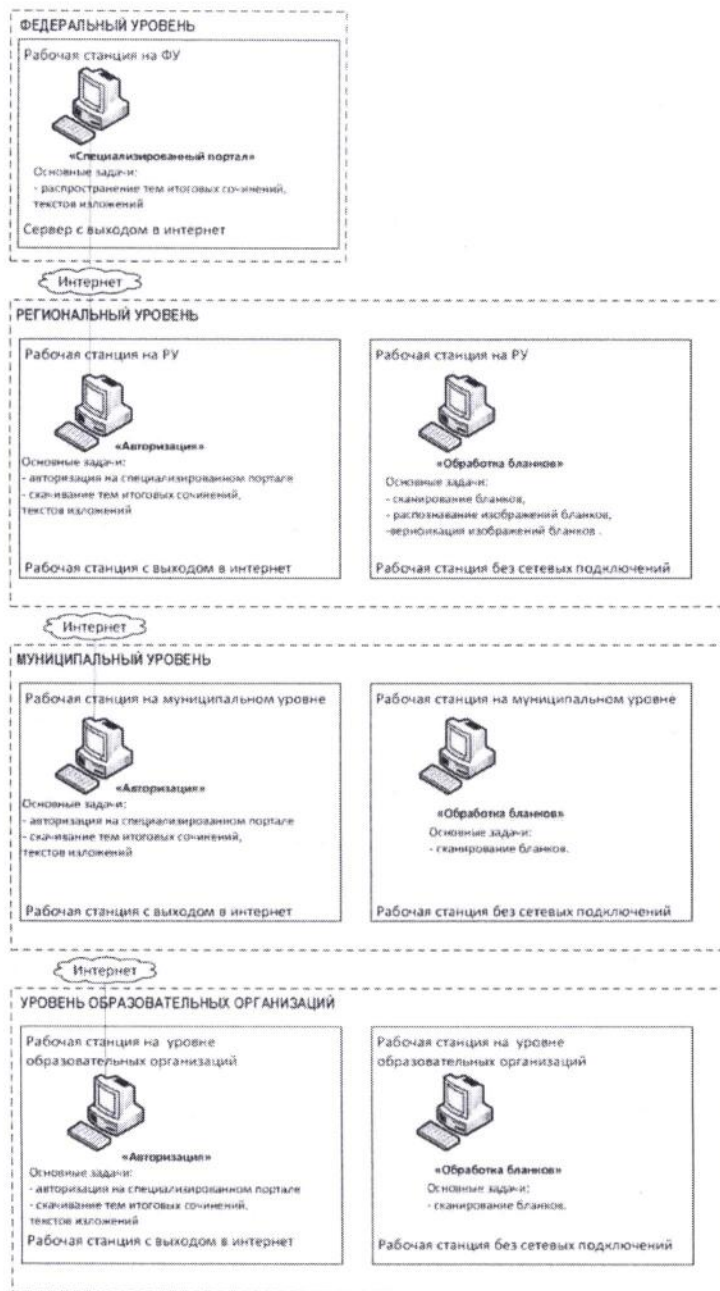 ФЕДЕРАЛЬНЫЙ УРОВЕНЬ
Рабочая станция на ФУ
«Специализированный портал»
Основные задачи:
- распространение тем итоговых сочинений,
текстов изложений
Сервер с выходом в интернет
Интернет
РЕГИОНАЛЬНЫЙ УРОВЕНЬ
Рабочая станция на РУ
«Авторизация»
Основные задачи:
- авторизация на специализированном портале
- скачивание тем итоговых сочинений,
текстов изложений
Рабочая станция с выходом в интернет
Рабочая станция на РУ
«Обработка бланков»
Основные задачи:
- сканирование бланков,
- распознавание изображений бланков,
-верификация изображений бланков .
Рабочая станция без сетевых подключений
Интернет
МУНИЦИПАЛЬНЫЙ УРОВЕНЬ
Рабочая станция на муниципальном уровне
«Авторизация»
Основные задачи:
- авторизация на специализированном портале
- скачивание тем итоговых сочинений,
текстов изложений
Рабочая станция с выходом в интернет
Рабочая станция на муниципальном уровне
«Обработка бланков»
Основные задачи:
- сканирование бланков.
Рабочая станция без сетевых подключений
Интернет
УРОВЕНЬ ОБРАЗОВАТЕЛЬНЫХ ОРГАНИЗАЦИЙ
Рабочая станция на уровне
образовательных организаций
«Авторизация»
Основные задачи:
- авторизация на специализированном портале
- скачивание тем итоговых сочинений,
текстов изложений
Рабочая станция с выходом в интернет
Рабочая станция на уровне
образовательных организаций
«Обработка бланков»
Основные задачи:
- сканирование бланков.
Рабочая станция без сетевых подключений